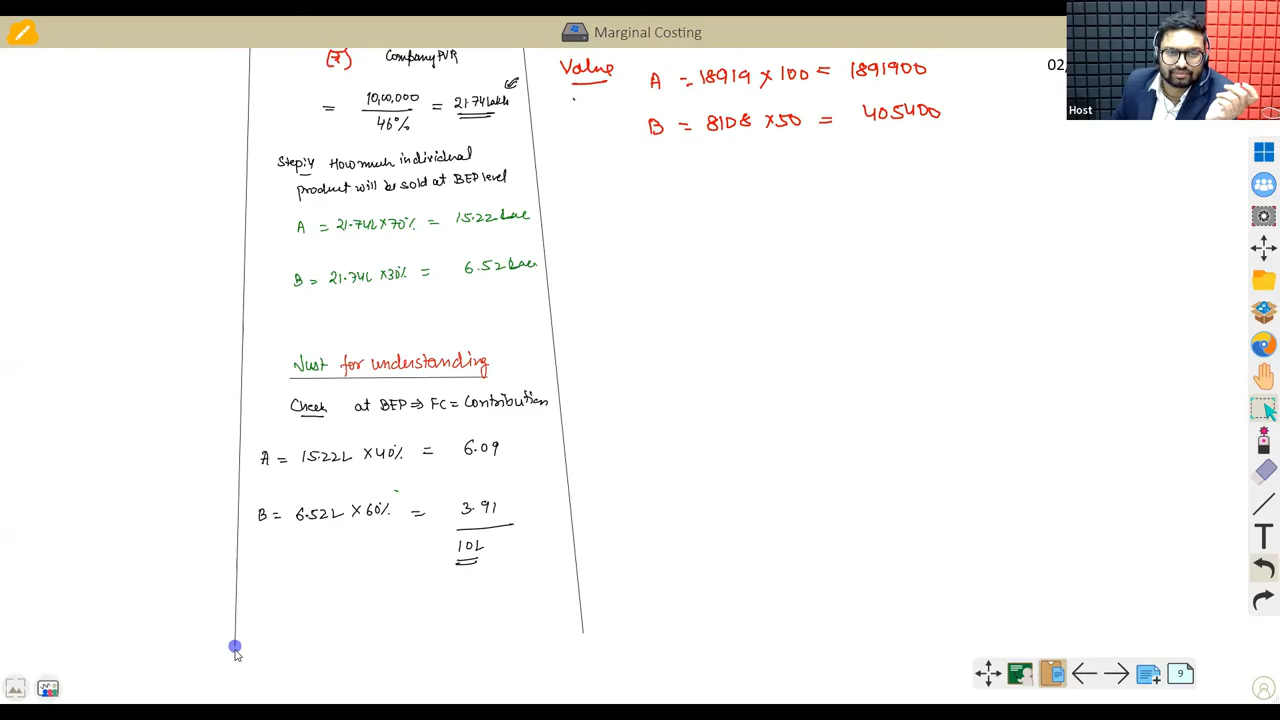 Marginal Costing
(₹) Company PVR
= 10,00,000 / 46% = 21.74 lakh
Step iv How much individual
product will be sold at BEP level
A = 21.74L × 70% = 15.22
B = 21.74L × 30% = 6.52
Just for understanding
Check at BEP ⇒ FC = Contribution
A = 15.22L × 40% = 6.09
B = 6.52L × 60% = 3.91
10L
Value
A = 18919 × 100 = 1891900
B = 8108 × 50 = 405400
02/
Host
9